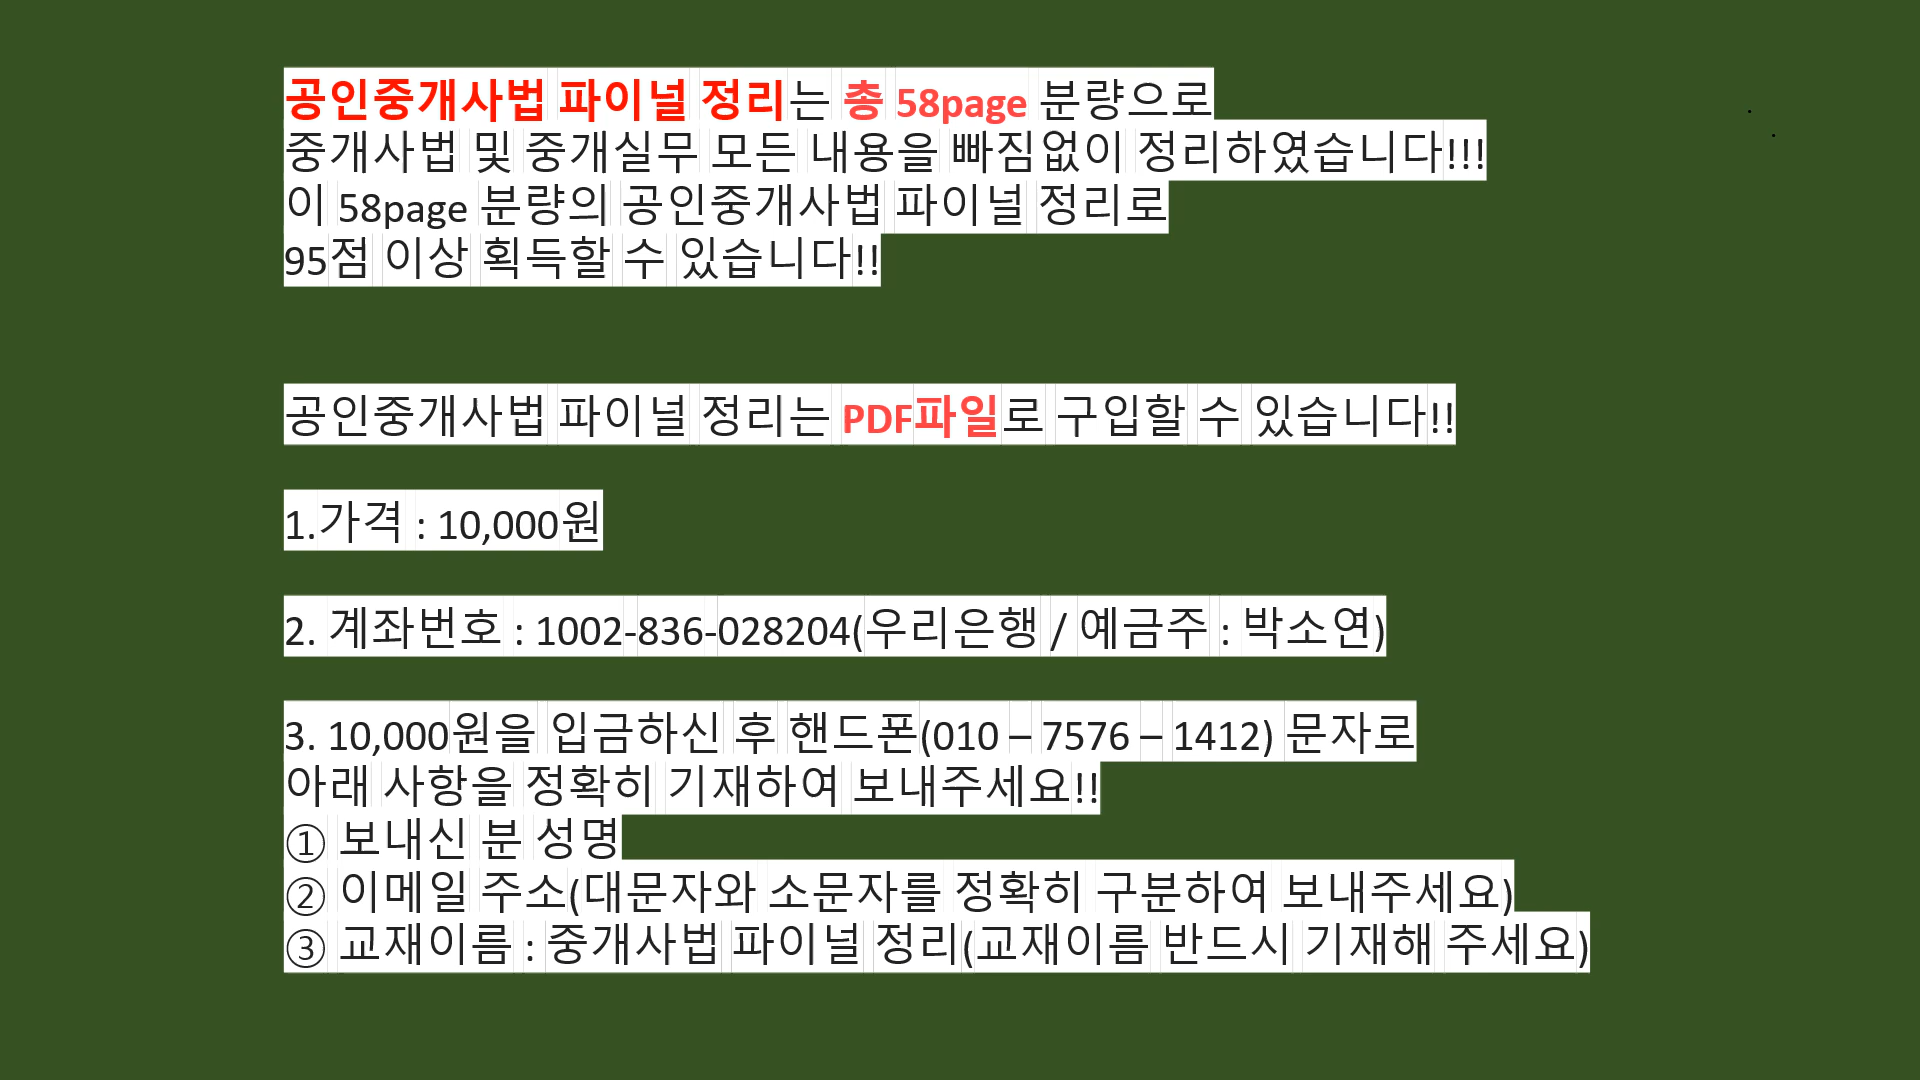 공인중개사법 파이널 정리는 총 58page 분량으로
중개사법 및 중개실무 모든 내용을 빠짐없이 정리하였습니다!!!
이 58page 분량의 공인중개사법 파이널 정리로
95점 이상 획득할 수 있습니다!!
공인중개사법 파이널 정리는 PDF파일로 구입할 수 있습니다!!
1.가격 : 10,000원
2. 계좌번호 : 1002-836-028204(우리은행 / 예금주 : 박소연)
3. 10,000원을 입금하신 후 핸드폰(010 – 7576 – 1412) 문자로
아래 사항을 정확히 기재하여 보내주세요!!
① 보내신 분 성명
② 이메일 주소(대문자와 소문자를 정확히 구분하여 보내주세요)
③ 교재이름 : 중개사법 파이널 정리(교재이름 반드시 기재해 주세요)